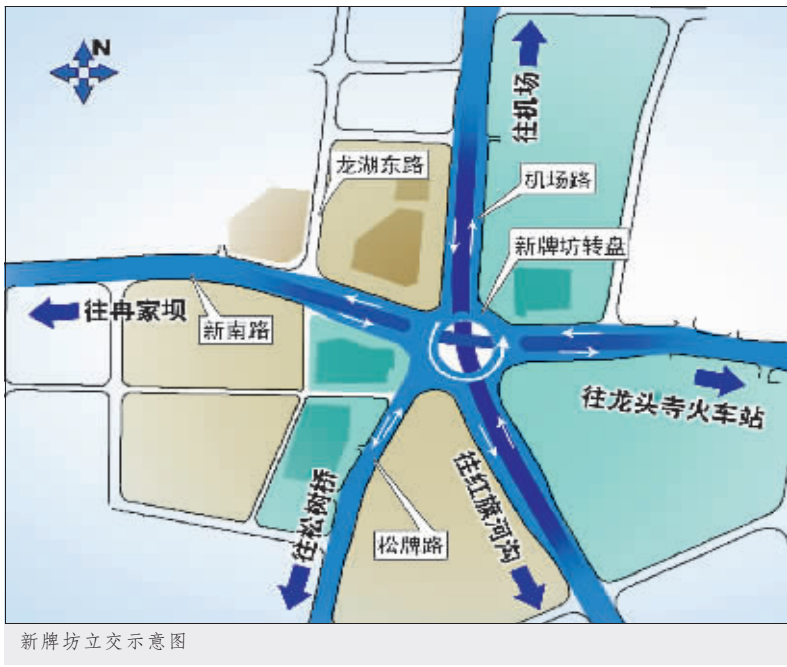 N
往机场
龙湖东路
机场路
新牌坊转盘
往冉家坝
新南路
往龙头寺火车站
往松树桥
松牌路
往红旗河沟
新牌坊立交示意图